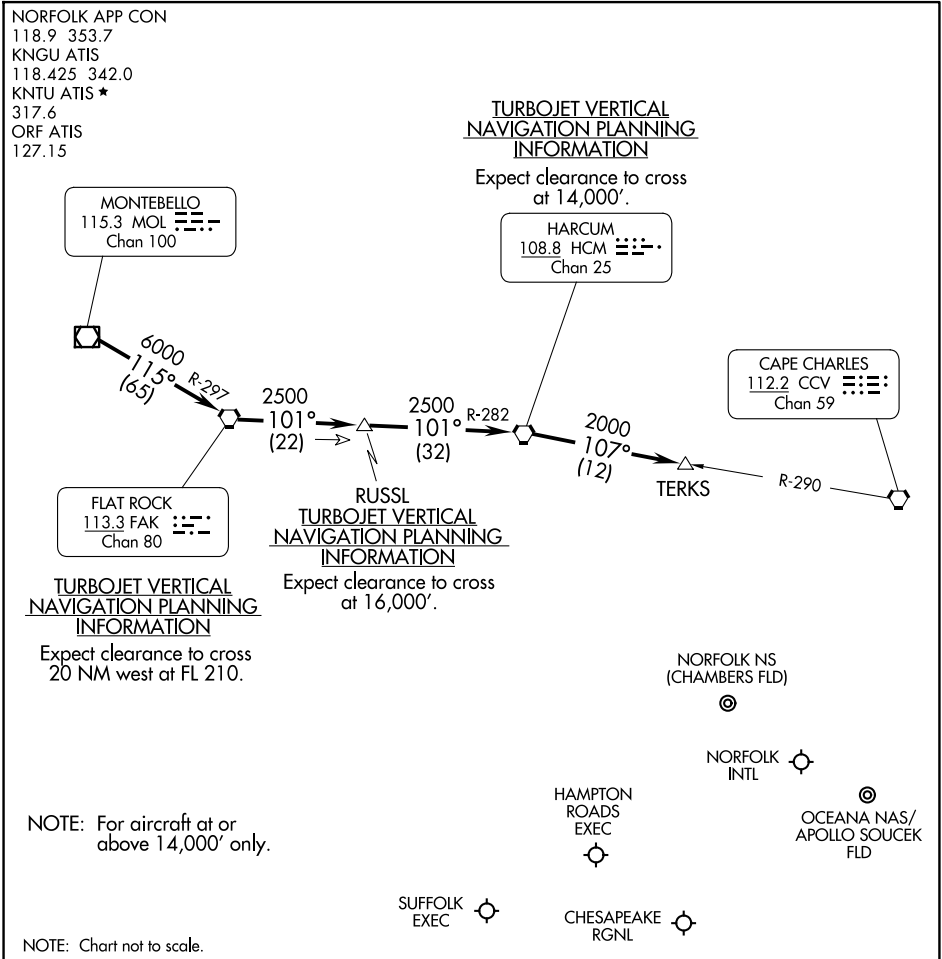 NORFOLK APP CON
118.9 353.7
KNGU ATIS
118.425 342.0
KNTU ATIS ★
317.6
ORF ATIS
127.15
TURBOJET VERTICAL
NAVIGATION PLANNING
INFORMATION
Expect clearance to cross
at 14,000'.
MONTEBELLO
115.3 MOL
Chan 100
HARCUM
108.8 HCM
Chan 25
CAPE CHARLES
112.2 CCV
Chan 59
6000
115°
(65)
R-297
2500
101°
(22)
2500
101°
(32)
R-282
2000
107°
(12)
TERKS
R-290
FLAT ROCK
113.3 FAK
Chan 80
RUSSL
TURBOJET VERTICAL
NAVIGATION PLANNING
INFORMATION
Expect clearance to cross
at 16,000'.
TURBOJET VERTICAL
NAVIGATION PLANNING
INFORMATION
Expect clearance to cross
20 NM west at FL 210.
NORFOLK NS
(CHAMBERS FLD)
NORFOLK
INTL
OCEANA NAS/
APOLLO SOUCEK
FLD
HAMPTON
ROADS
EXEC
NOTE: For aircraft at or
above 14,000' only.
SUFFOLK
EXEC
CHESAPEAKE
RGNL
NOTE: Chart not to scale.